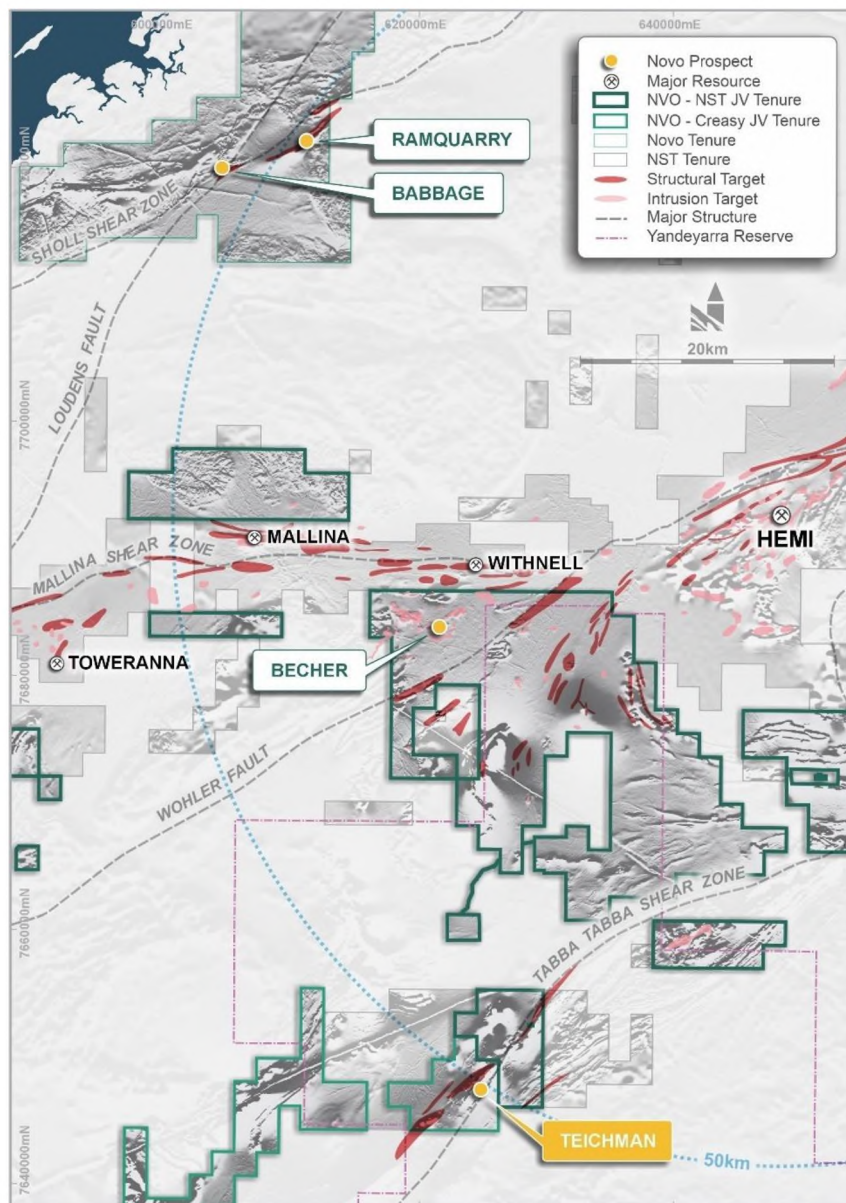 600000mE
620000mE
640000mE
Novo Prospect
Major Resource
NVO - NST JV Tenure
NVO - Creasy JV Tenure
Novo Tenure
NST Tenure
Structural Target
Intrusion Target
Major Structure
Yandeyarra Reserve
RAMQUARRY
BABBAGE
SHOLL SHEAR ZONE
LOUDENS FAULT
20km
7700000mN
MALLINA
HEMI
MALLINA SHEAR ZONE
WITHNELL
TOWERANNA
BECHER
7680000mN
WOHLER FAULT
7660000mN
TABBA TABBA SHEAR ZONE
TEICHMAN
50km
7640000mN